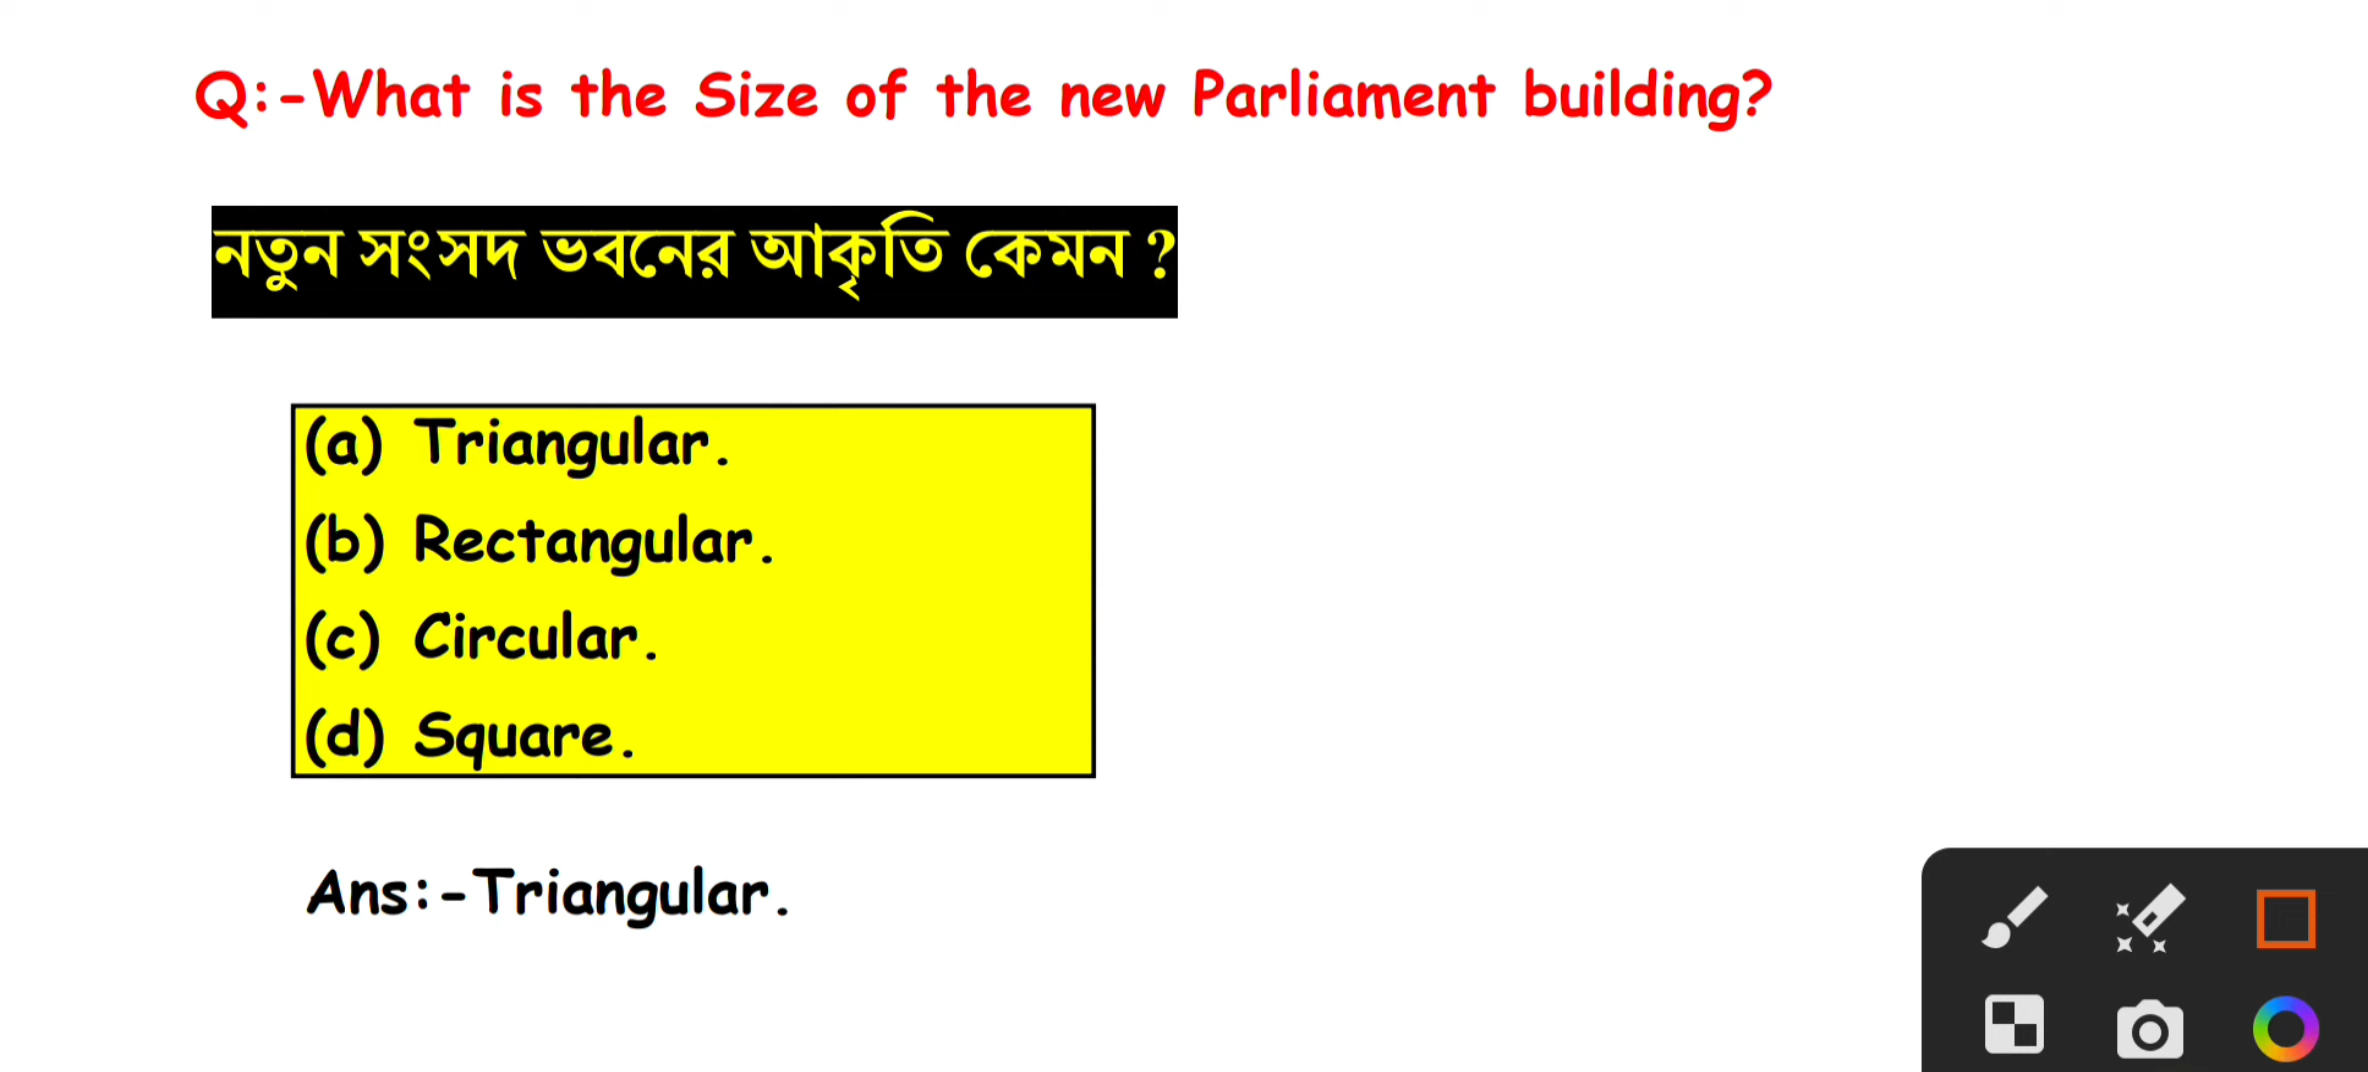 Q:-What is the Size of the new Parliament building?
নতুন সংসদ ভবনের আকৃতি কেমন ?
(a) Triangular.
(b) Rectangular.
(c) Circular.
(d) Square.
Ans:-Triangular.